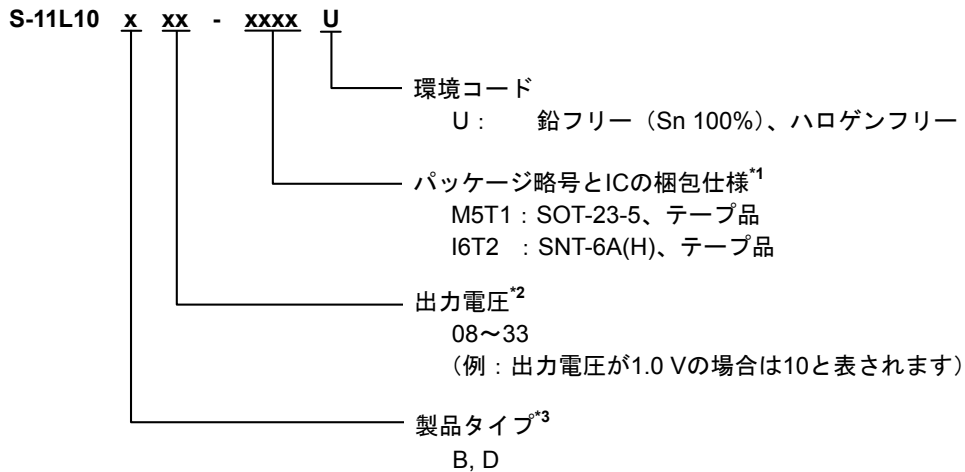 S-11L10 x xx - xxxx U
環境コード
U： 鉛フリー（Sn 100%）、ハロゲンフリー
パッケージ略号とICの梱包仕様*1
M5T1：SOT-23-5、テープ品
I6T2 ：SNT-6A(H)、テープ品
出力電圧*2
08～33
（例：出力電圧が1.0 Vの場合は10と表されます）
製品タイプ*3
B, D